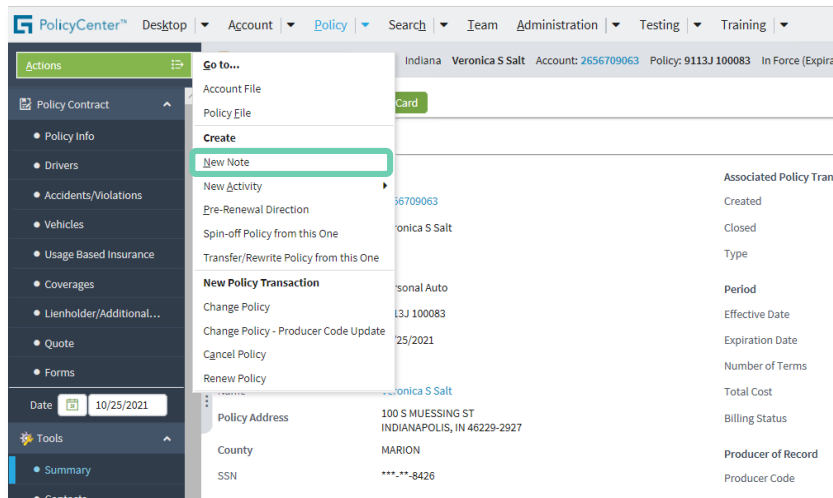 PolicyCenter™ Desktop Account Policy Search Team Administration Testing Training
Actions
Indiana Veronica S Salt Account: 2656709063 Policy: 9113J 100083 In Force (Expira
Go to...
Account File
Policy File
Card
Create
New Note
New Activity
Pre-Renewal Direction
Spin-off Policy from this One
Transfer/Rewrite Policy from this One
New Policy Transaction
Change Policy
Change Policy - Producer Code Update
Cancel Policy
Renew Policy
Policy Contract
Policy Info
Drivers
Accidents/Violations
Vehicles
Usage Based Insurance
Coverages
Lienholder/Additional...
Quote
Forms
Date 10/25/2021
Tools
Summary
Contacts
56709063
ronica S Salt
rsonal Auto
13J 100083
/25/2021
Name Veronica S Salt
Policy Address 100 S MUESSING ST
INDIANAPOLIS, IN 46229-2927
County MARION
SSN ***-**-8426
Associated Policy Tran
Created
Closed
Type
Period
Effective Date
Expiration Date
Number of Terms
Total Cost
Billing Status
Producer of Record
Producer Code